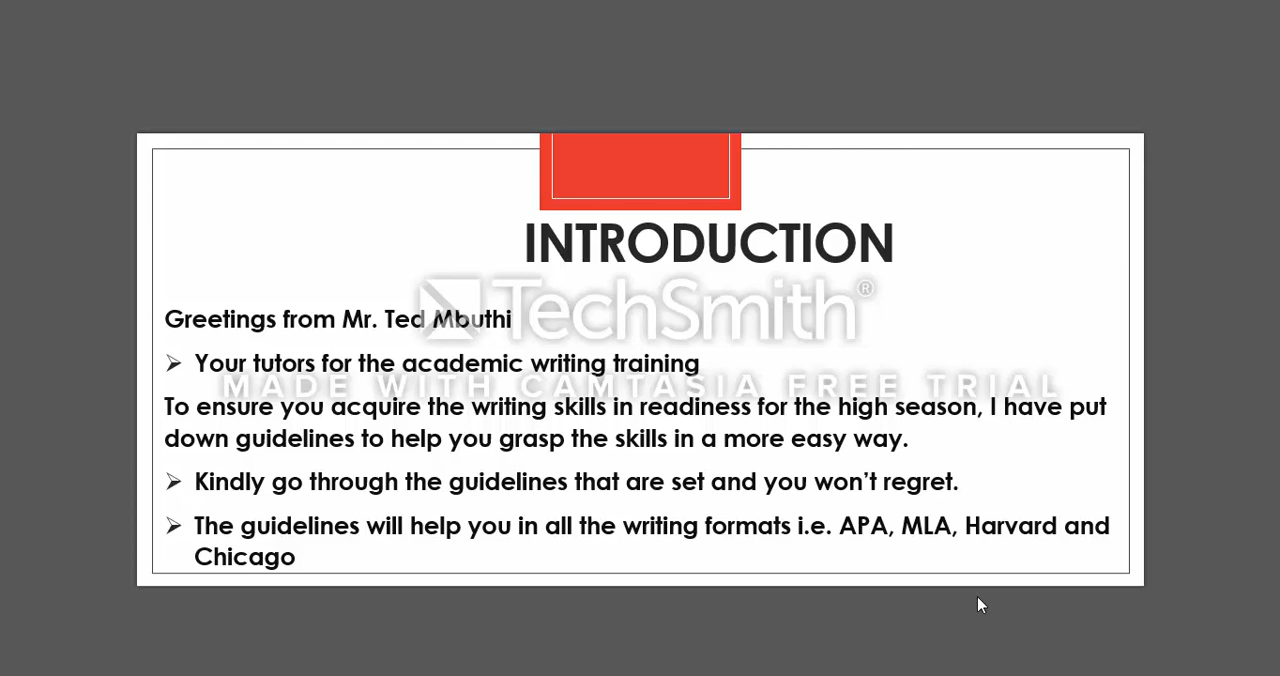 INTRODUCTION
TechSmith®
Greetings from Mr. Ted Mbuthi
➢ Your tutors for the academic writing training
MADE WITH CAMTASIA FREE TRIAL
To ensure you acquire the writing skills in readiness for the high season, I have put
down guidelines to help you grasp the skills in a more easy way.
➢ Kindly go through the guidelines that are set and you won’t regret.
➢ The guidelines will help you in all the writing formats i.e. APA, MLA, Harvard and
Chicago